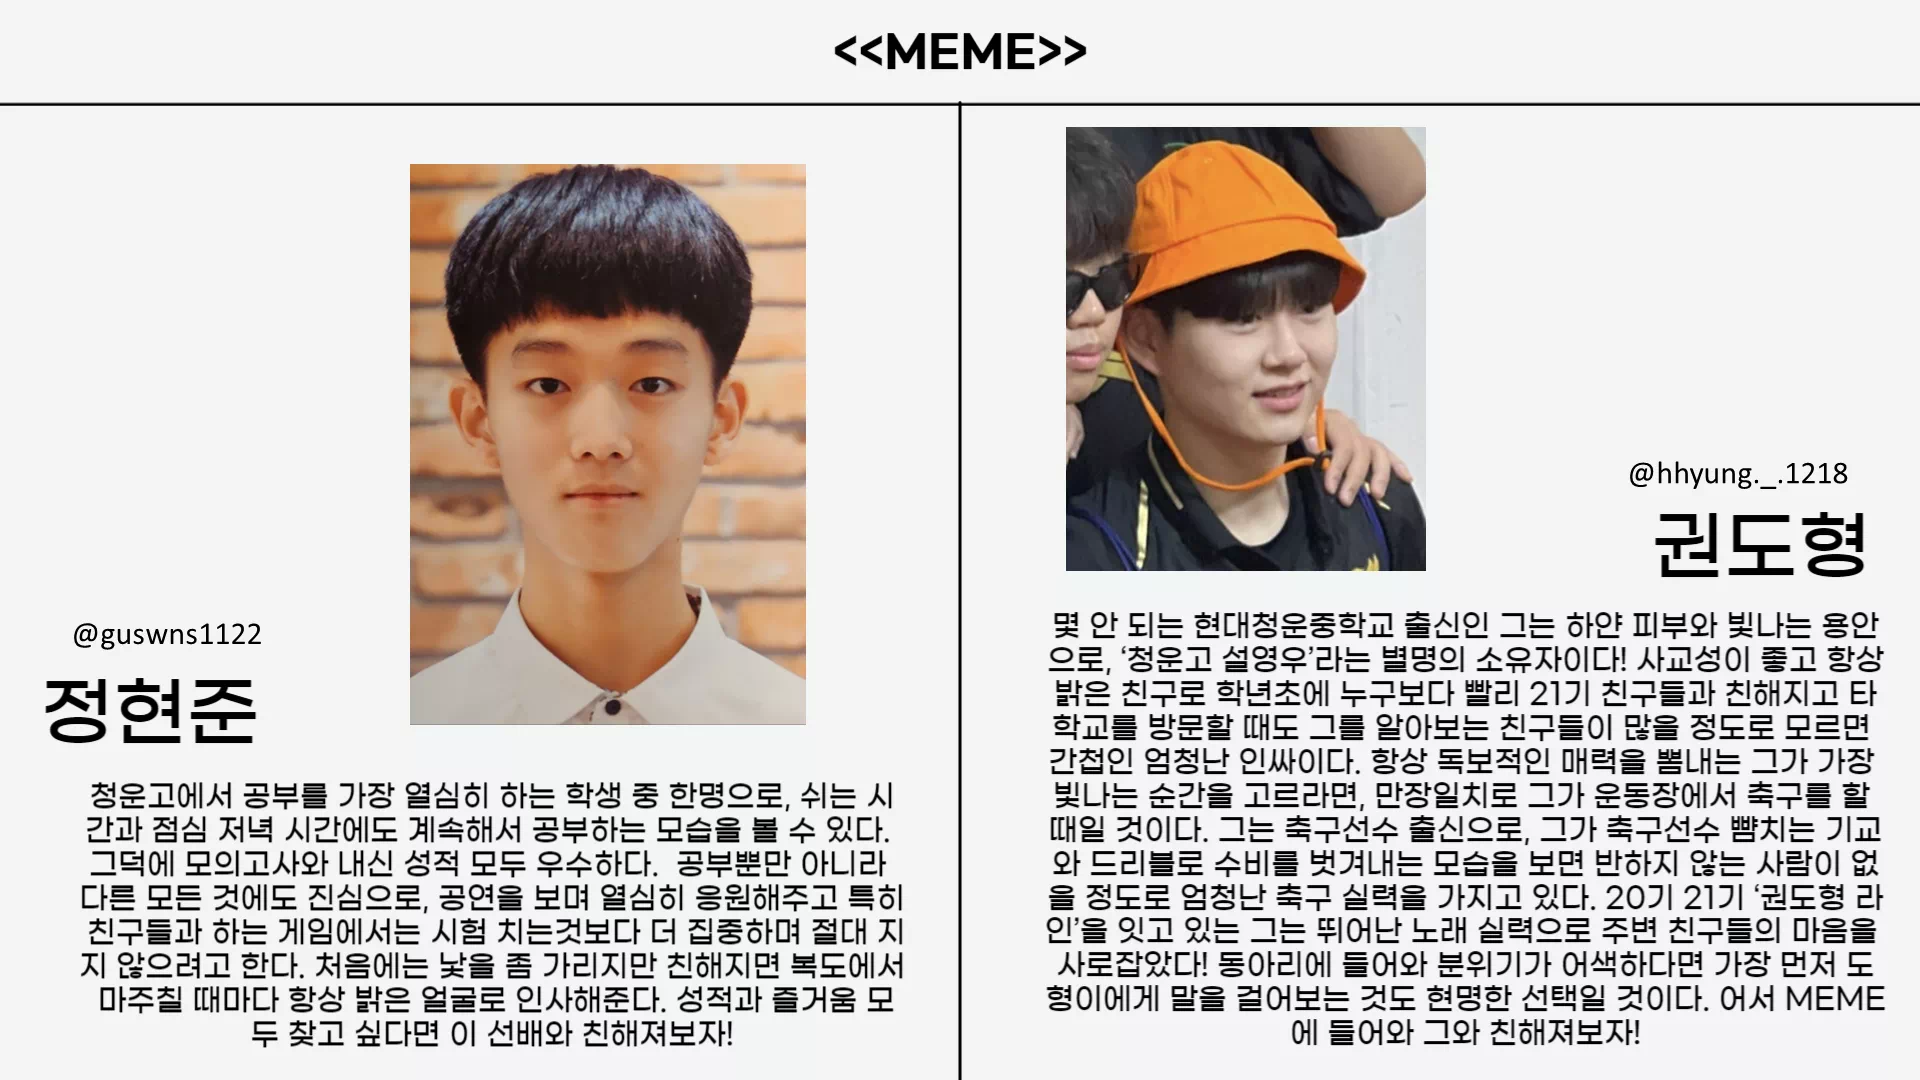 <<MEME>>
@guswns1122
정현준
청운고에서 공부를 가장 열심히 하는 학생 중 한명으로, 쉬는 시
간과 점심 저녁 시간에도 계속해서 공부하는 모습을 볼 수 있다.
그덕에 모의고사와 내신 성적 모두 우수하다. 공부뿐만 아니라
다른 모든 것에도 진심으로, 공연을 보며 열심히 응원해주고 특히
친구들과 하는 게임에서는 시험 치는것보다 더 집중하며 절대 지
지 않으려고 한다. 처음에는 낯을 좀 가리지만 친해지면 복도에서
마주칠 때마다 항상 밝은 얼굴로 인사해준다. 성적과 즐거움 모
두 찾고 싶다면 이 선배와 친해져보자!
@hhyung._.1218
권도형
몇 안 되는 현대청운중학교 출신인 그는 하얀 피부와 빛나는 용안
으로, ‘청운고 설영우’라는 별명의 소유자이다! 사교성이 좋고 항상
밝은 친구로 학년초에 누구보다 빨리 21기 친구들과 친해지고 타
학교를 방문할 때도 그를 알아보는 친구들이 많을 정도로 모르면
간첩인 엄청난 인싸이다. 항상 독보적인 매력을 뽐내는 그가 가장
빛나는 순간을 고르라면, 만장일치로 그가 운동장에서 축구를 할
때일 것이다. 그는 축구선수 출신으로, 그가 축구선수 뺨치는 기교
와 드리블로 수비를 벗겨내는 모습을 보면 반하지 않는 사람이 없
을 정도로 엄청난 축구 실력을 가지고 있다. 20기 21기 ‘권도형 라
인’을 잇고 있는 그는 뛰어난 노래 실력으로 주변 친구들의 마음을
사로잡았다! 동아리에 들어와 분위기가 어색하다면 가장 먼저 도
형이에게 말을 걸어보는 것도 현명한 선택일 것이다. 어서 MEME
에 들어와 그와 친해져보자!